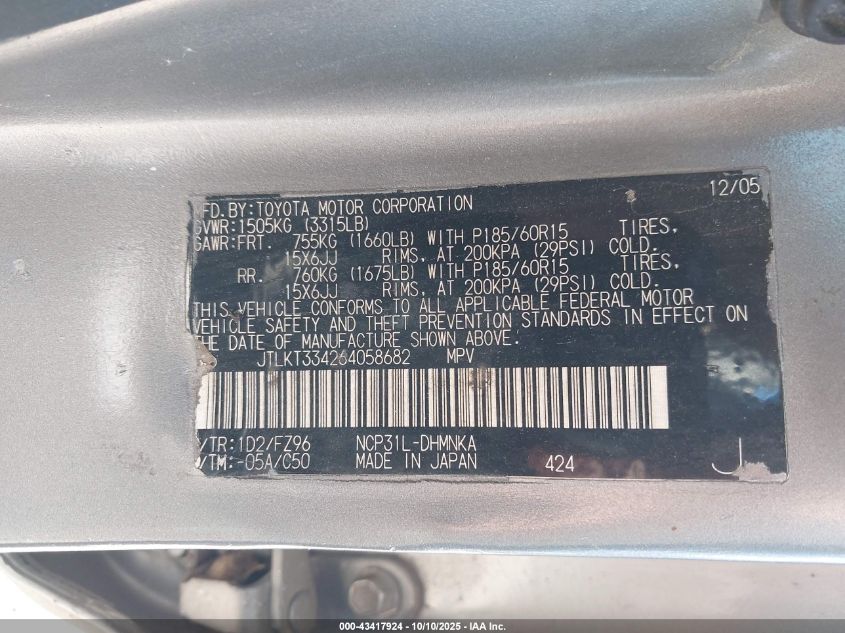 12/05
MFD. BY:TOYOTA MOTOR CORPORATION
GVWR:1505KG (3315LB)
GAWR:FRT. 755KG (1660LB) WITH P185/60R15 TIRES,
15X6JJ RIMS, AT 200KPA (29PSI) COLD.
RR. 760KG (1675LB) WITH P185/60R15 TIRES,
15X6JJ RIMS, AT 200KPA (29PSI) COLD.
THIS VEHICLE CONFORMS TO ALL APPLICABLE FEDERAL MOTOR
VEHICLE SAFETY AND THEFT PREVENTION STANDARDS IN EFFECT ON
THE DATE OF MANUFACTURE SHOWN ABOVE.
JTLKT334264058682 MPV
/TR:1D2/FZ96 NCP31L-DHMNKA
/TM:-05A/C50 MADE IN JAPAN 424 J
000-43417924 - 10/10/2025 - IAA Inc.